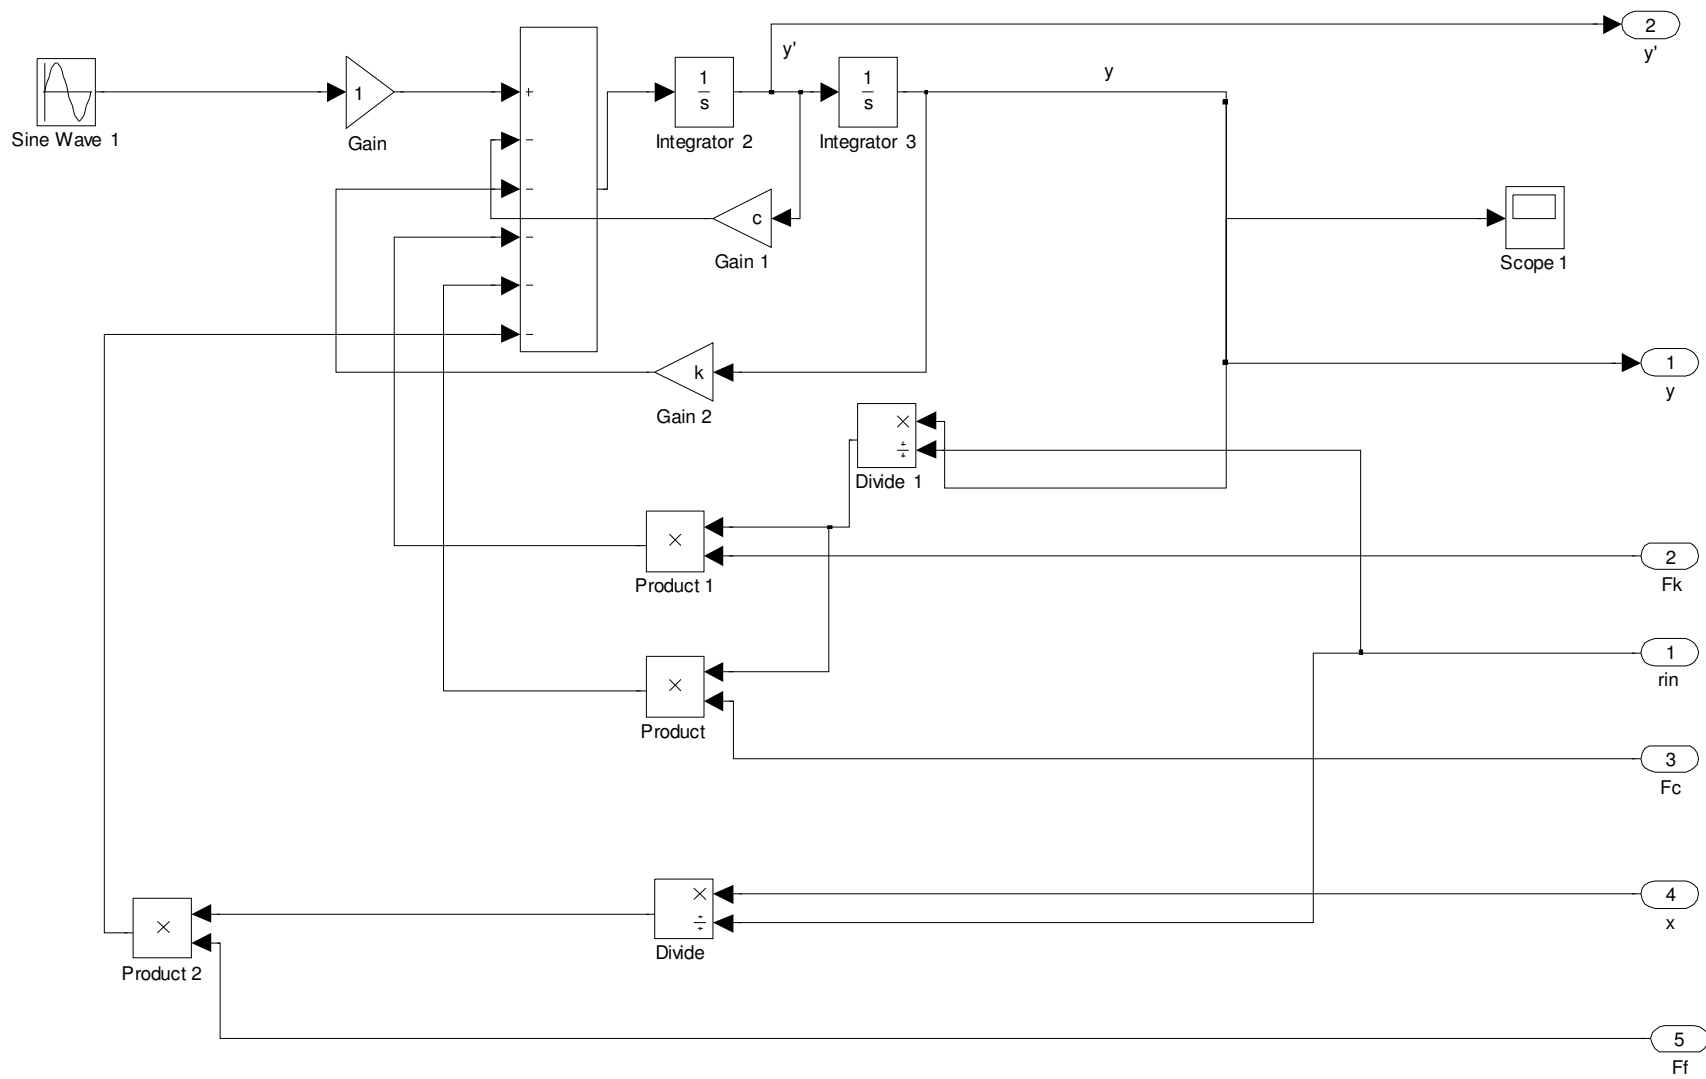 2
y'
y'
y
Sine Wave 1
1
Gain
+
−
−
−
−
−
1
s
Integrator 2
1
s
Integrator 3
c
Gain 1
Scope 1
k
Gain 2
1
y
×
÷
Divide 1
×
Product 1
2
Fk
1
rin
×
Product
3
Fc
×
÷
Divide
4
x
×
Product 2
5
Ff